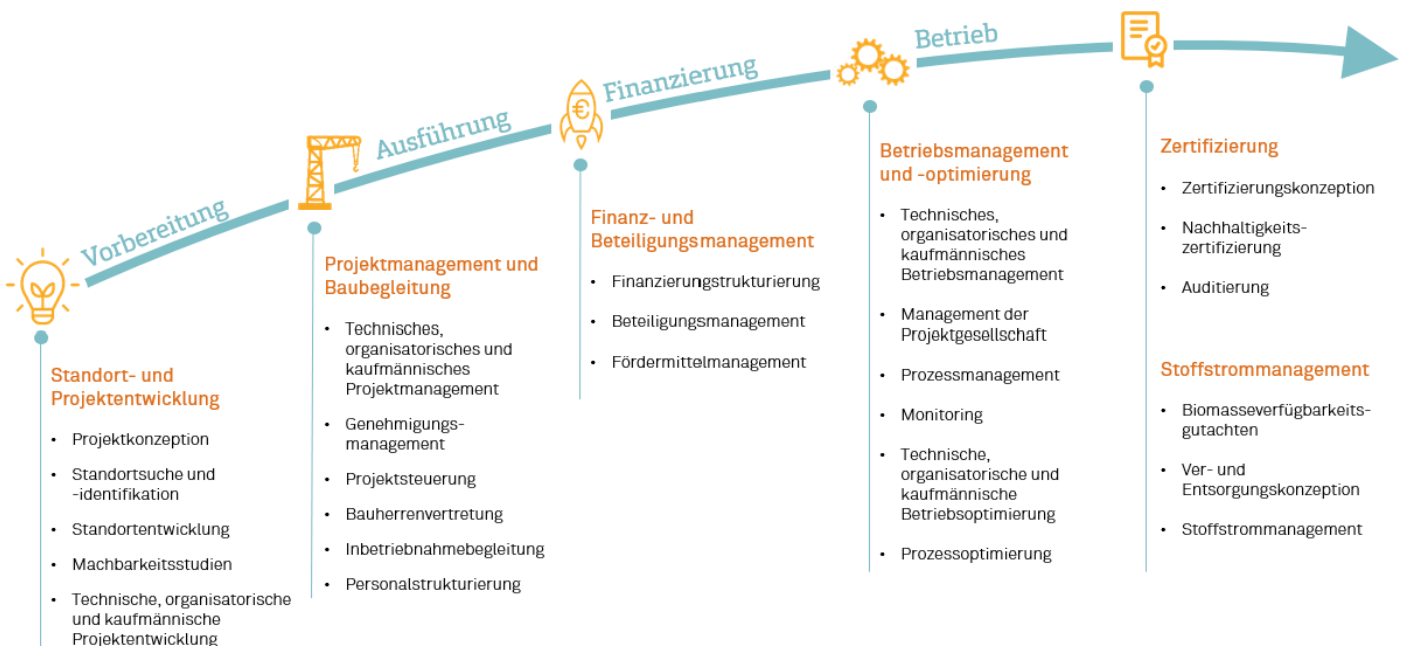 Vorbereitung
Ausführung
Finanzierung
Betrieb
Standort- und
Projektentwicklung
• Projektkonzeption
• Standortsuche und
-identifikation
• Standortentwicklung
• Machbarkeitsstudien
• Technische, organisatorische
und kaufmännische
Projektentwicklung
Projektmanagement und
Baubegleitung
• Technisches,
organisatorisches und
kaufmännisches
Projektmanagement
• Genehmigungs-
management
• Projektsteuerung
• Bauherrenvertretung
• Inbetriebnahmebegleitung
• Personalstrukturierung
€
Finanz- und
Beteiligungsmanagement
• Finanzierungstrukturierung
• Beteiligungsmanagement
• Fördermittelmanagement
Betriebsmanagement
und -optimierung
• Technisches,
organisatorisches und
kaufmännisches
Betriebsmanagement
• Management der
Projektgesellschaft
• Prozessmanagement
• Monitoring
• Technische,
organisatorische und
kaufmännische
Betriebsoptimierung
• Prozessoptimierung
Zertifizierung
• Zertifizierungskonzeption
• Nachhaltigkeits-
zertifizierung
• Auditierung
Stoffstrommanagement
• Biomasseverfügbarkeits-
gutachten
• Ver- und
Entsorgungskonzeption
• Stoffstrommanagement